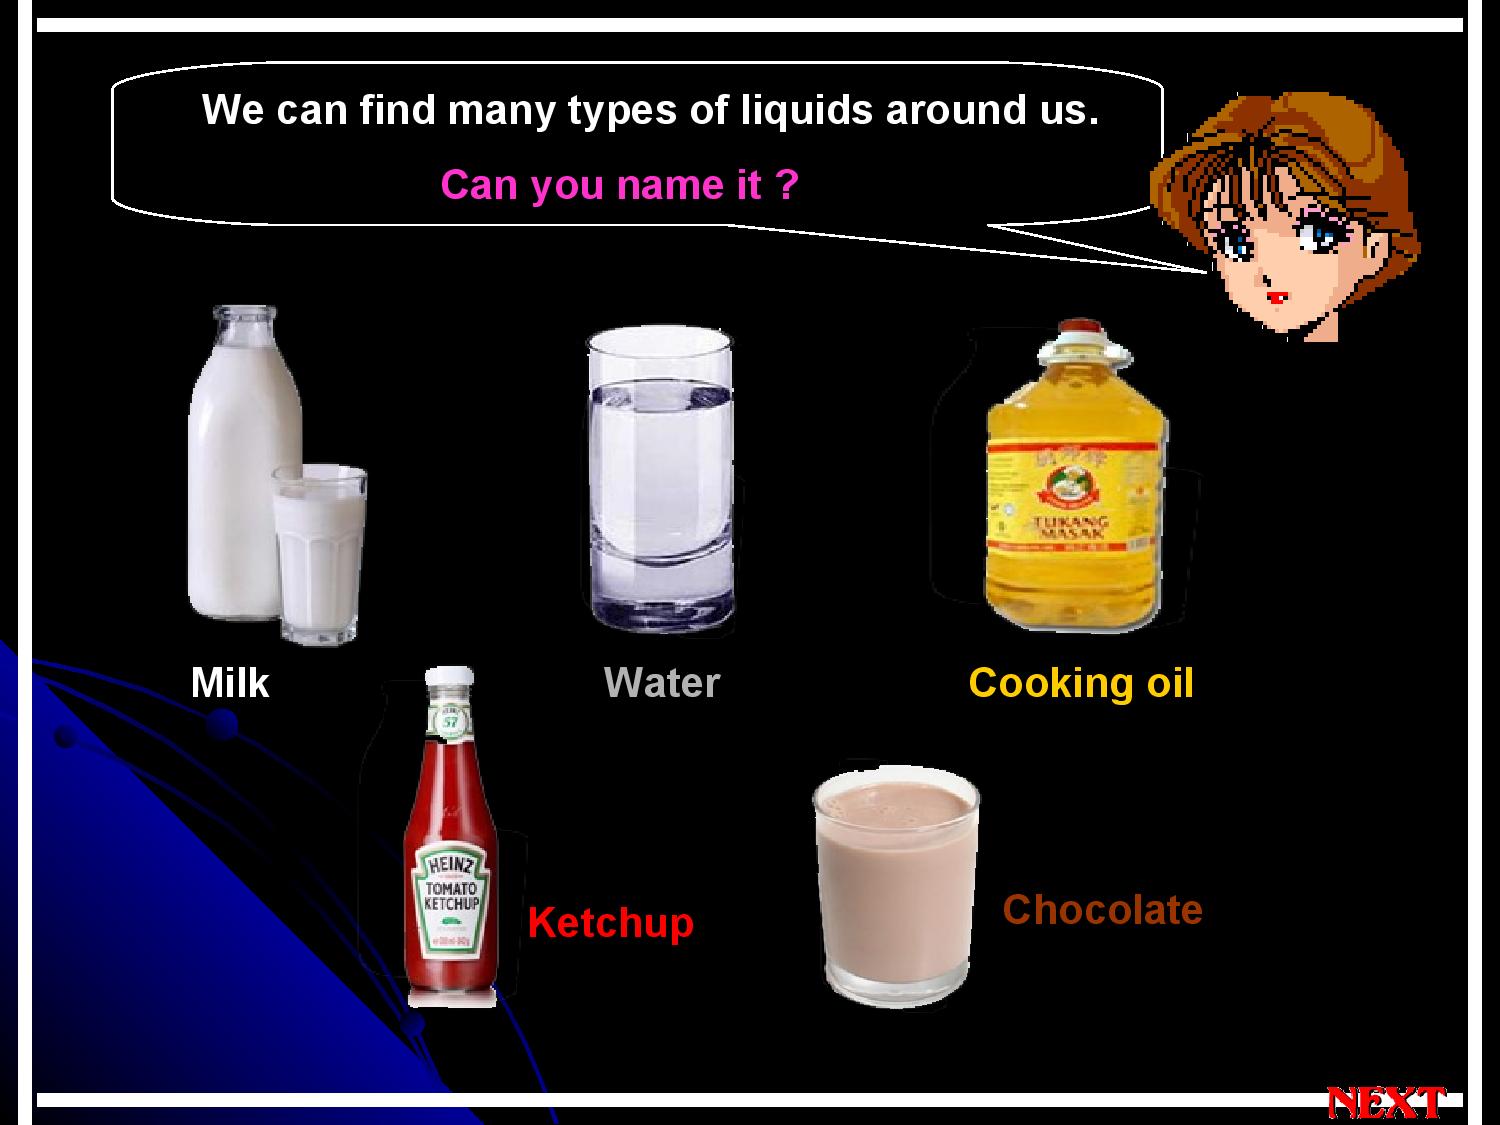 We can find many types of liquids around us.
Can you name it ?
TUKANG
MASAK
Milk
Water
Cooking oil
57
HEINZ
TOMATO
KETCHUP
Ketchup
Chocolate
NEXT